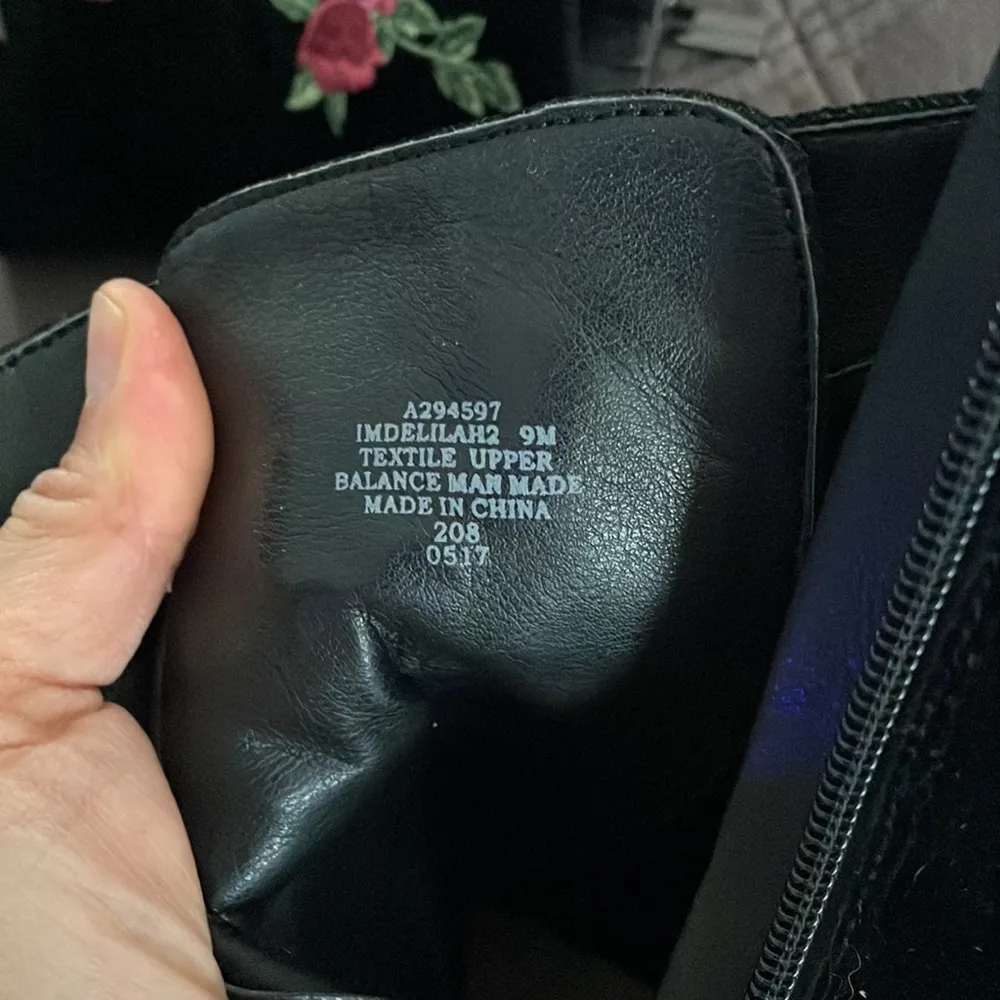 A294597
IMDELILAH2 9M
TEXTILE UPPER
BALANCE MAN MADE
MADE IN CHINA
208
0517